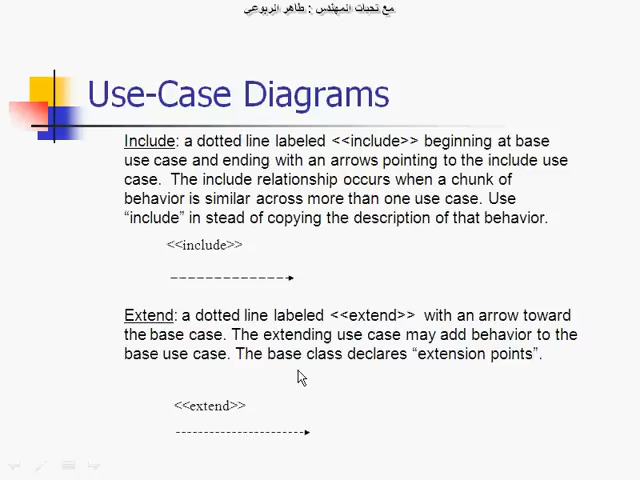 مع تحيات المهندس : طاهر اليوعي
Use-Case Diagrams
Include: a dotted line labeled <<include>> beginning at base
use case and ending with an arrows pointing to the include use
case.  The include relationship occurs when a chunk of
behavior is similar across more than one use case. Use
“include” in stead of copying the description of that behavior.
<<include>>
Extend: a dotted line labeled <<extend>>  with an arrow toward
the base case. The extending use case may add behavior to the
base use case. The base class declares “extension points”.
<<extend>>